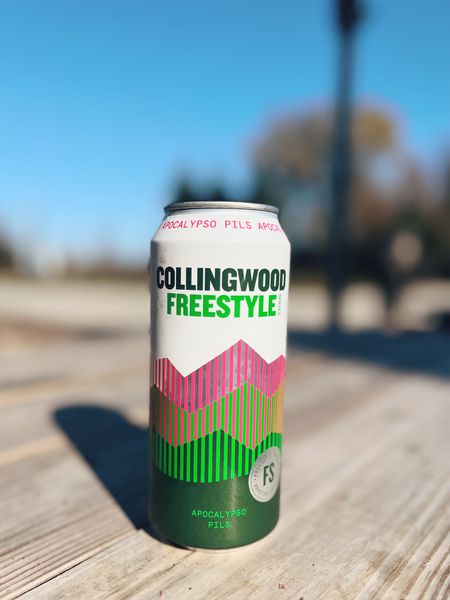 APOCALYPSO PILS APOCA
COLLINGWOOD
FREESTYLE
FS
APOCALYPSO
PILS